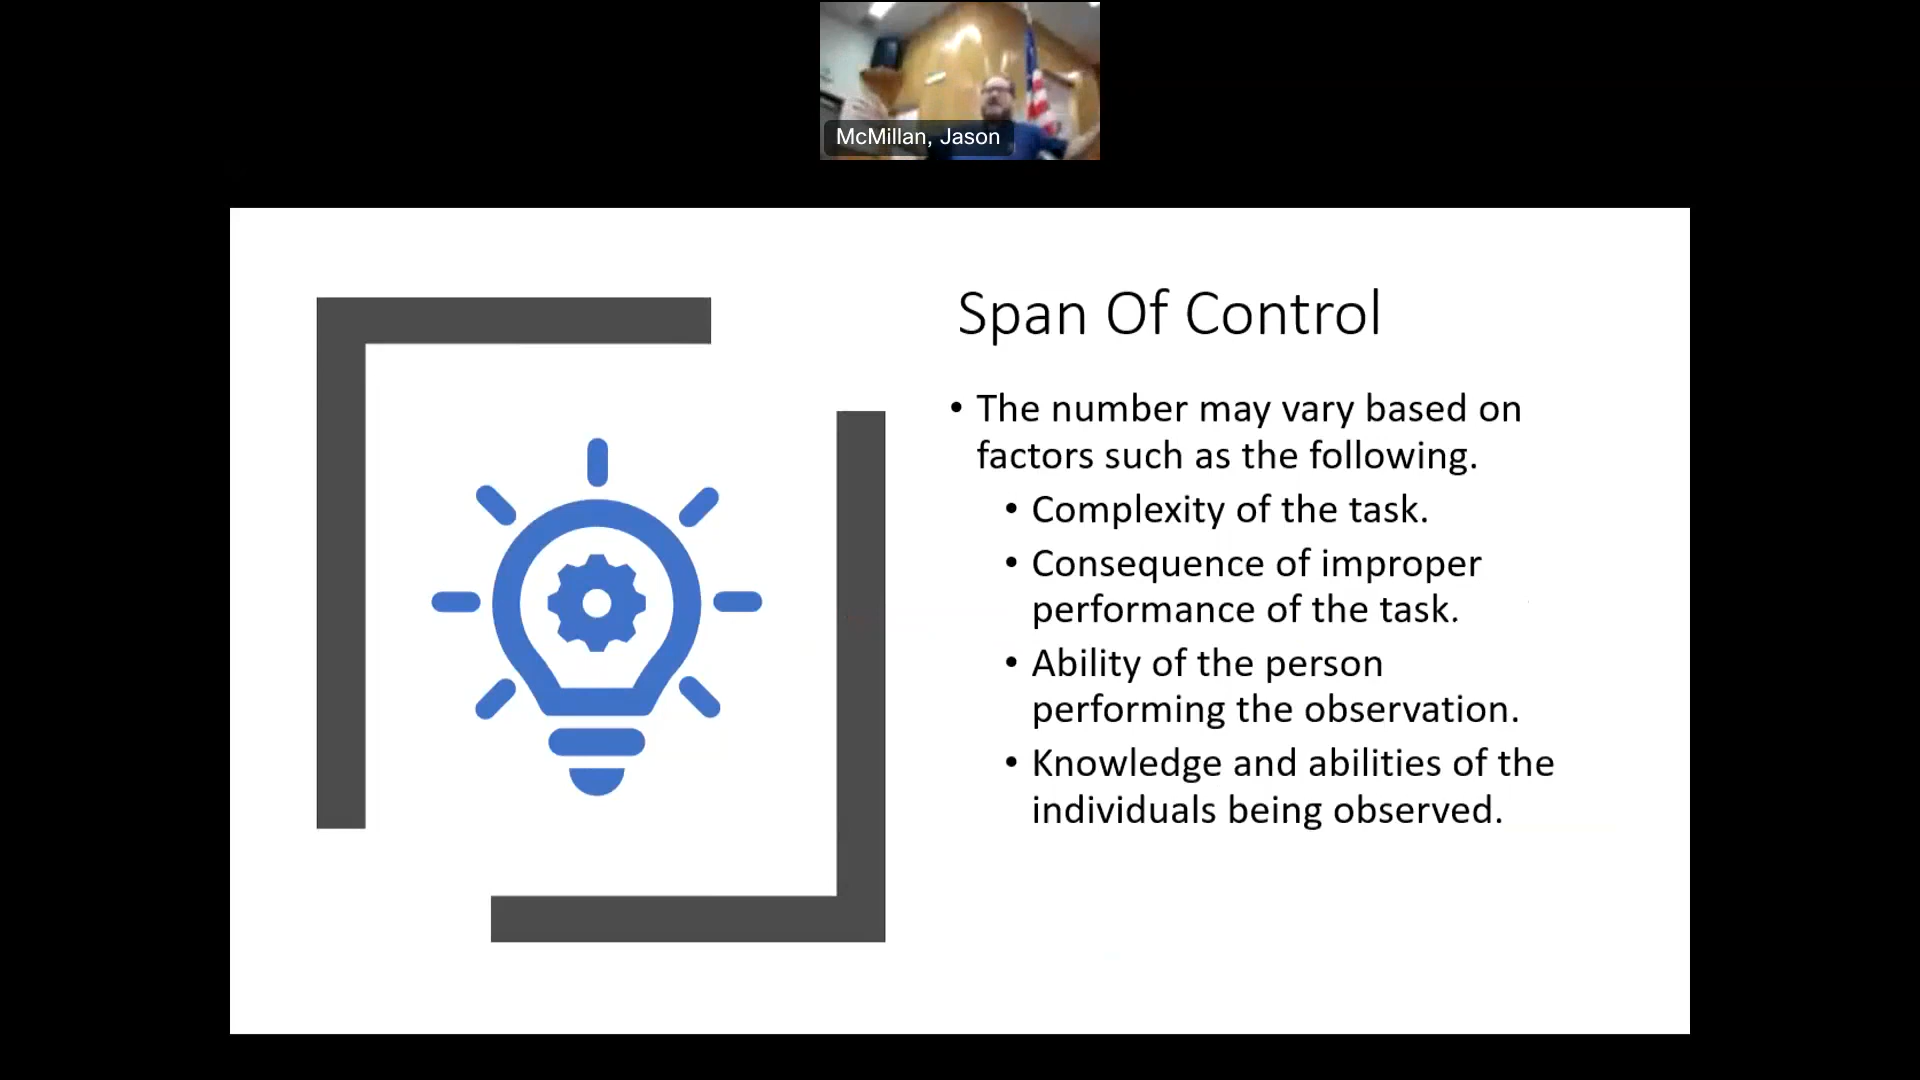 McMillan, Jason
Span Of Control
• The number may vary based on
factors such as the following.
• Complexity of the task.
• Consequence of improper
performance of the task.
• Ability of the person
performing the observation.
• Knowledge and abilities of the
individuals being observed.